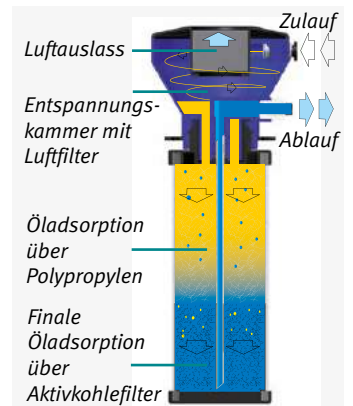 Zulauf
Luftauslass
Entspannungs-
kammer mit
Luftfilter
Ablauf
Öladsorption
über
Polypropylen
Finale
Öladsorption
über
Aktivkohlefilter